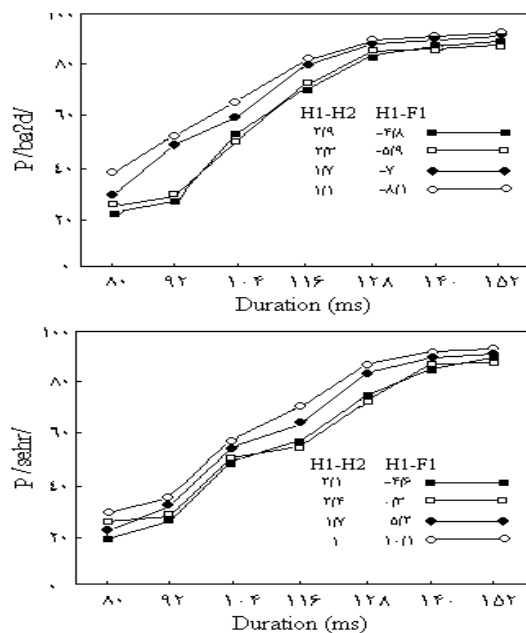 P/baʔd/
۱۰۰
۸۰
۶۰
۴۰
۲۰
۰
H1-H2 H1-F1
۲/۹ -۴/۸
۲/۳ -۵/۹
۱/۷ -۷
۱/۱ -۸/۱
۸۰ ۹۲ ۱۰۴ ۱۱۶ ۱۲۸ ۱۴۰ ۱۵۲
Duration (ms)
P/sehr/
۱۰۰
۸۰
۶۰
۴۰
۲۰
۰
H1-H2 H1-F1
۲/۱ -۴/۶
۲/۴ ۰/۳
۱/۷ ۵/۳
۱ ۱۰/۱
۸۰ ۹۲ ۱۰۴ ۱۱۶ ۱۲۸ ۱۴۰ ۱۵۲
Duration (ms)